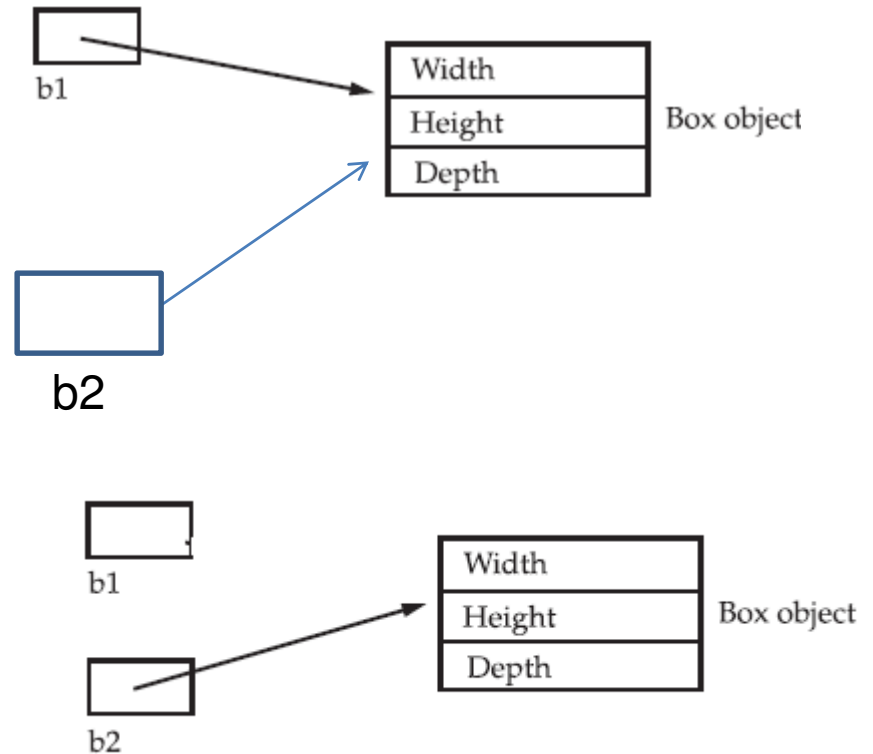 b1
Width
Height
Depth
Box object
b2
b1
Width
Height
Depth
Box object
b2